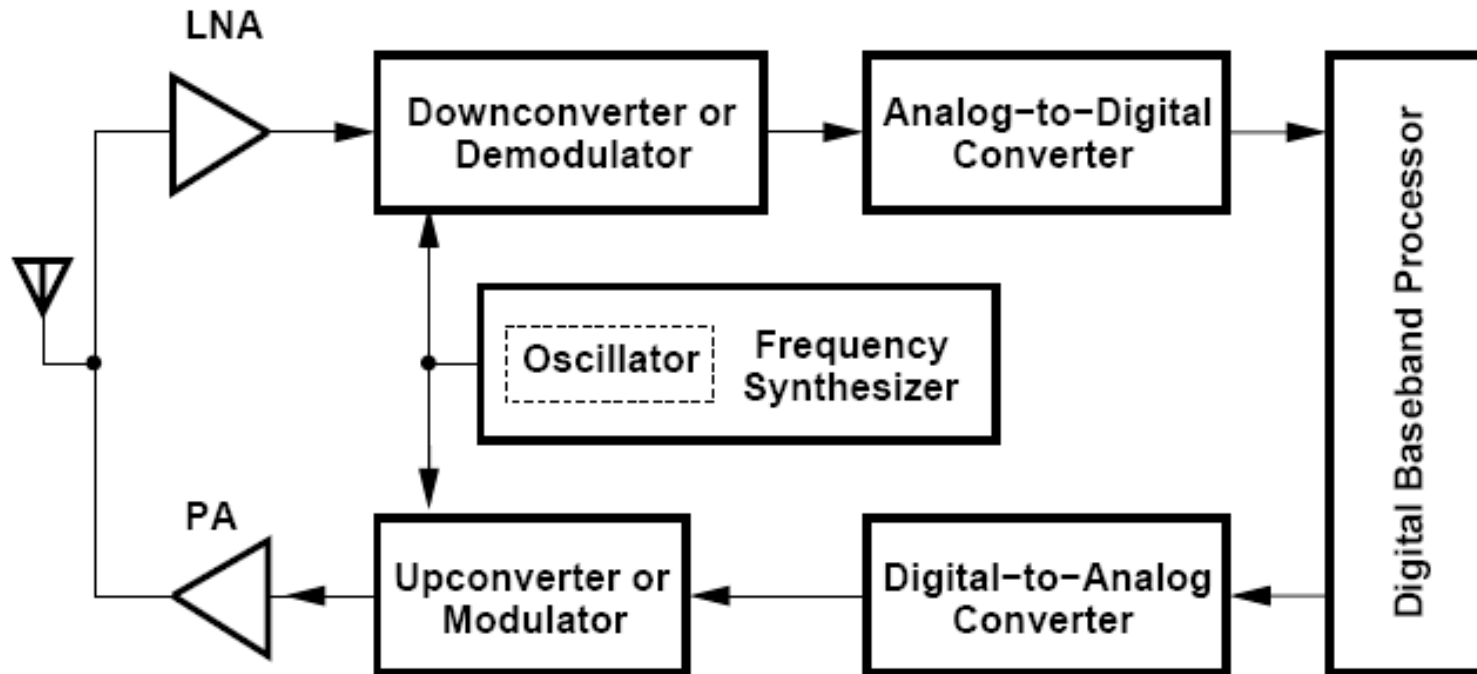 LNA
Downconverter or
Demodulator
Analog−to−Digital
Converter
Digital Baseband Processor
Oscillator
Frequency
Synthesizer
PA
Upconverter or
Modulator
Digital−to−Analog
Converter